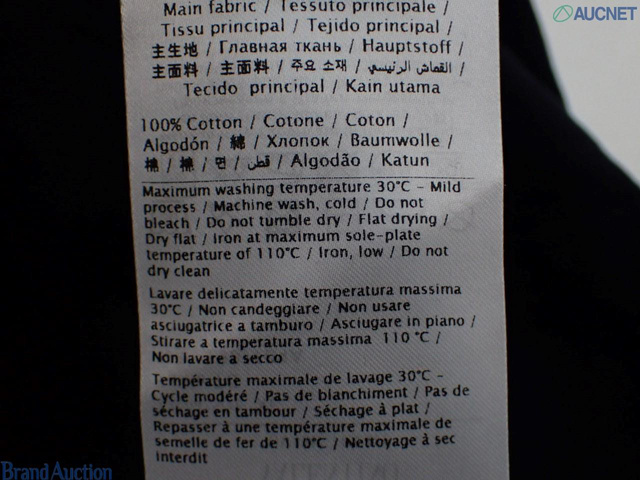 AUCNET
Main fabric / Tessuto principale /
Tissu principal / Tejido principal /
主生地 / Главная ткань / Hauptstoff /
主面料 / 主面料 / 주요 소재 / القماش الرئيسي /
Tecido principal / Kain utama
100% Cotton / Cotone / Coton /
Algodón / 綿 / Хлопок / Baumwolle /
棉 / 棉 / 면 / قطن / Algodão / Katun
Maximum washing temperature 30°C - Mild
process / Machine wash, cold / Do not
bleach / Do not tumble dry / Flat drying /
Dry flat / Iron at maximum sole-plate
temperature of 110°C / Iron, low / Do not
dry clean
Lavare delicatamente temperatura massima
30°C / Non candeggiare / Non usare
asciugatrice a tamburo / Asciugare in piano /
Stirare a temperatura massima 110 °C /
Non lavare a secco
Température maximale de lavage 30°C -
Cycle modéré / Pas de blanchiment / Pas de
séchage en tambour / Séchage à plat /
Repasser à une température maximale de
semelle de fer de 110°C / Nettoyage à sec
interdit
Brand Auction